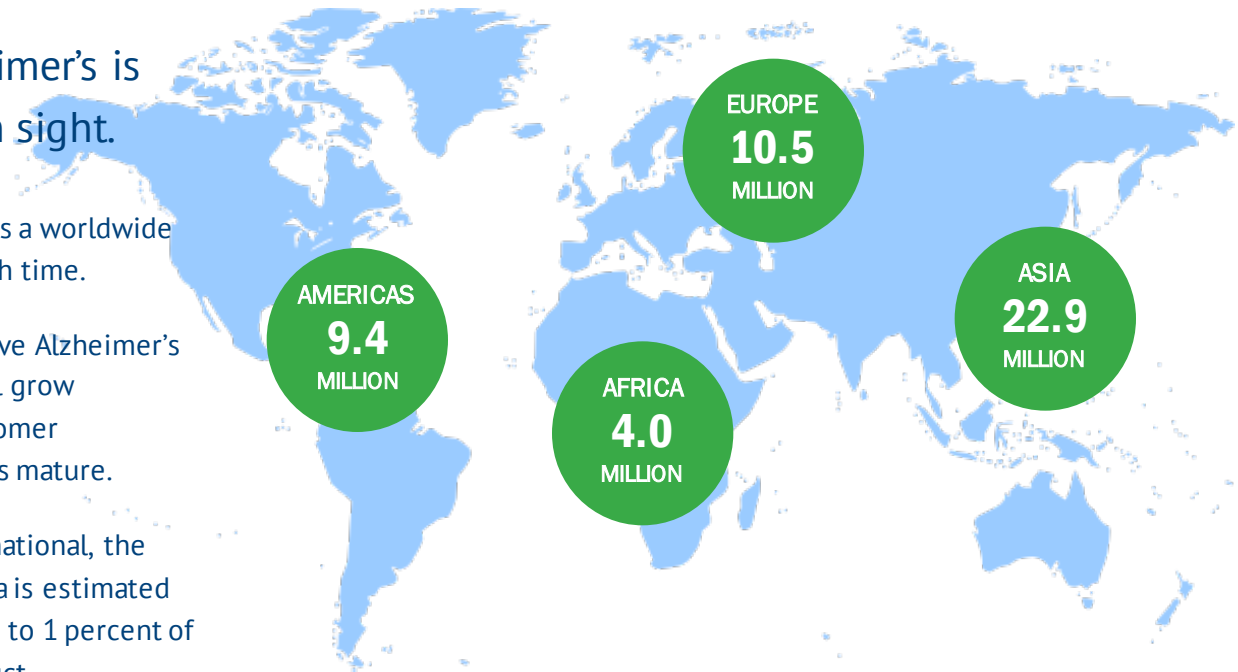 imer’s is
sight.
s a worldwide
h time.
ve Alzheimer’s
grow
omer
s mature.
national, the
a is estimated
to 1 percent of
EUROPE
10.5
MILLION
AMERICAS
9.4
MILLION
ASIA
22.9
MILLION
AFRICA
4.0
MILLION